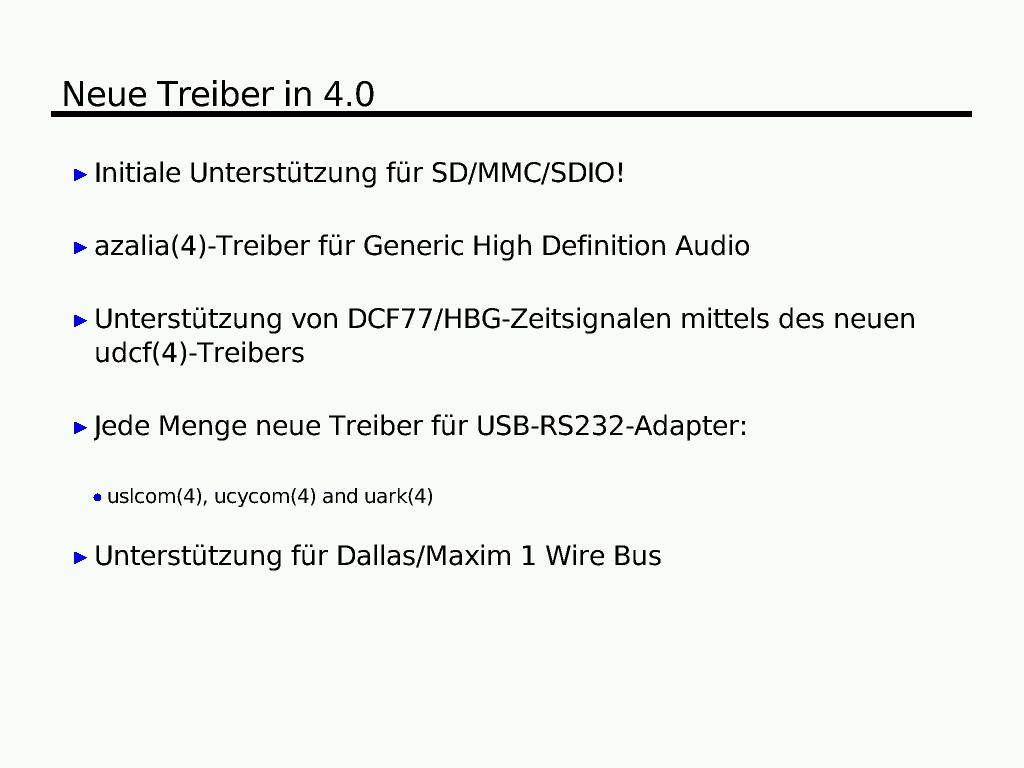 Neue Treiber in 4.0
Initiale Unterstützung für SD/MMC/SDIO!
azalia(4)-Treiber für Generic High Definition Audio
Unterstützung von DCF77/HBG-Zeitsignalen mittels des neuen
udcf(4)-Treibers
Jede Menge neue Treiber für USB-RS232-Adapter:
uslcom(4), ucycom(4) and uark(4)
Unterstützung für Dallas/Maxim 1 Wire Bus